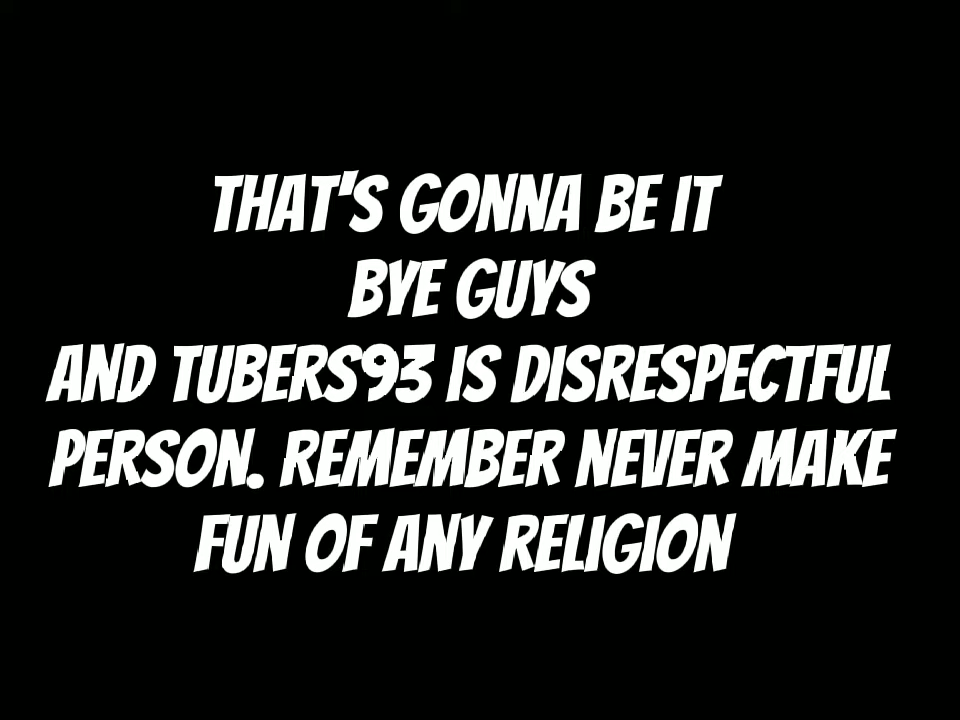 THAT'S GONNA BE IT
BYE GUYS
AND TUBERS93 IS DISRESPECTFUL
PERSON. REMEMBER NEVER MAKE
FUN OF ANY RELIGION